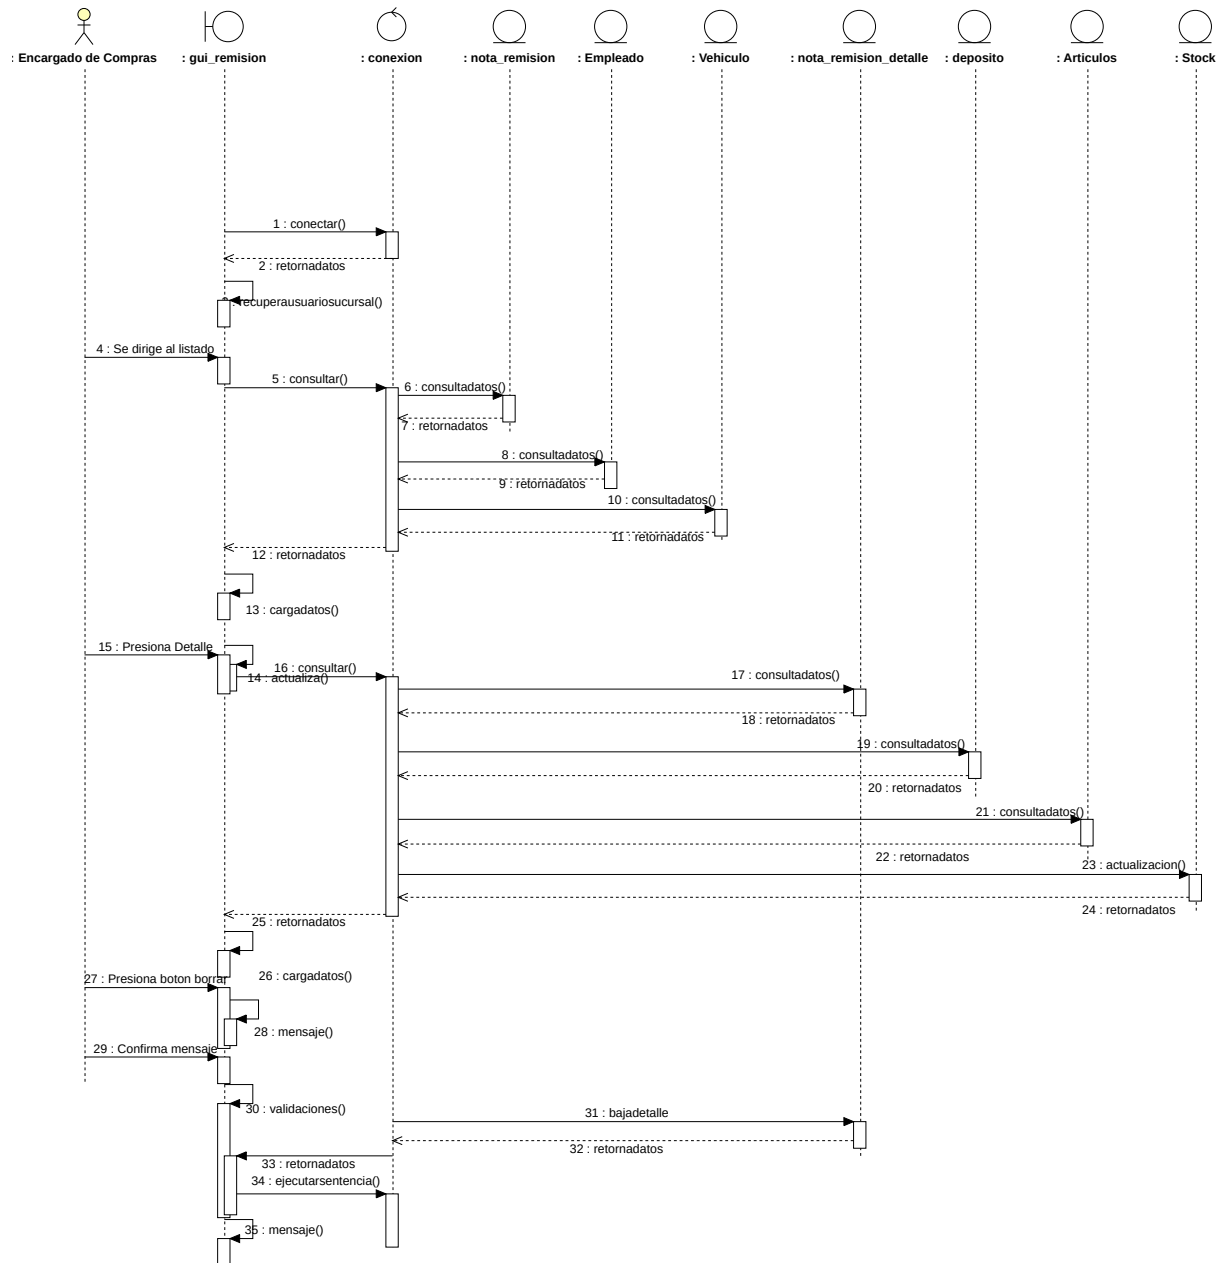 : Encargado de Compras
: gui_remision
: conexion
: nota_remision
: Empleado
: Vehiculo
: nota_remision_detalle
: deposito
: Articulos
: Stock
1 : conectar()
2 : retornadatos
: recuperausuariosucursal()
4 : Se dirige al listado
5 : consultar()
6 : consultadatos()
7 : retornadatos
8 : consultadatos()
9 : retornadatos
10 : consultadatos()
11 : retornadatos
12 : retornadatos
13 : cargadatos()
15 : Presiona Detalle
16 : consultar()
14 : actualiza()
17 : consultadatos()
18 : retornadatos
19 : consultadatos()
20 : retornadatos
21 : consultadatos()
22 : retornadatos
23 : actualizacion()
24 : retornadatos
25 : retornadatos
26 : cargadatos()
27 : Presiona boton borrar
28 : mensaje()
29 : Confirma mensaje
30 : validaciones()
31 : bajadetalle
32 : retornadatos
33 : retornadatos
34 : ejecutarsentencia()
35 : mensaje()